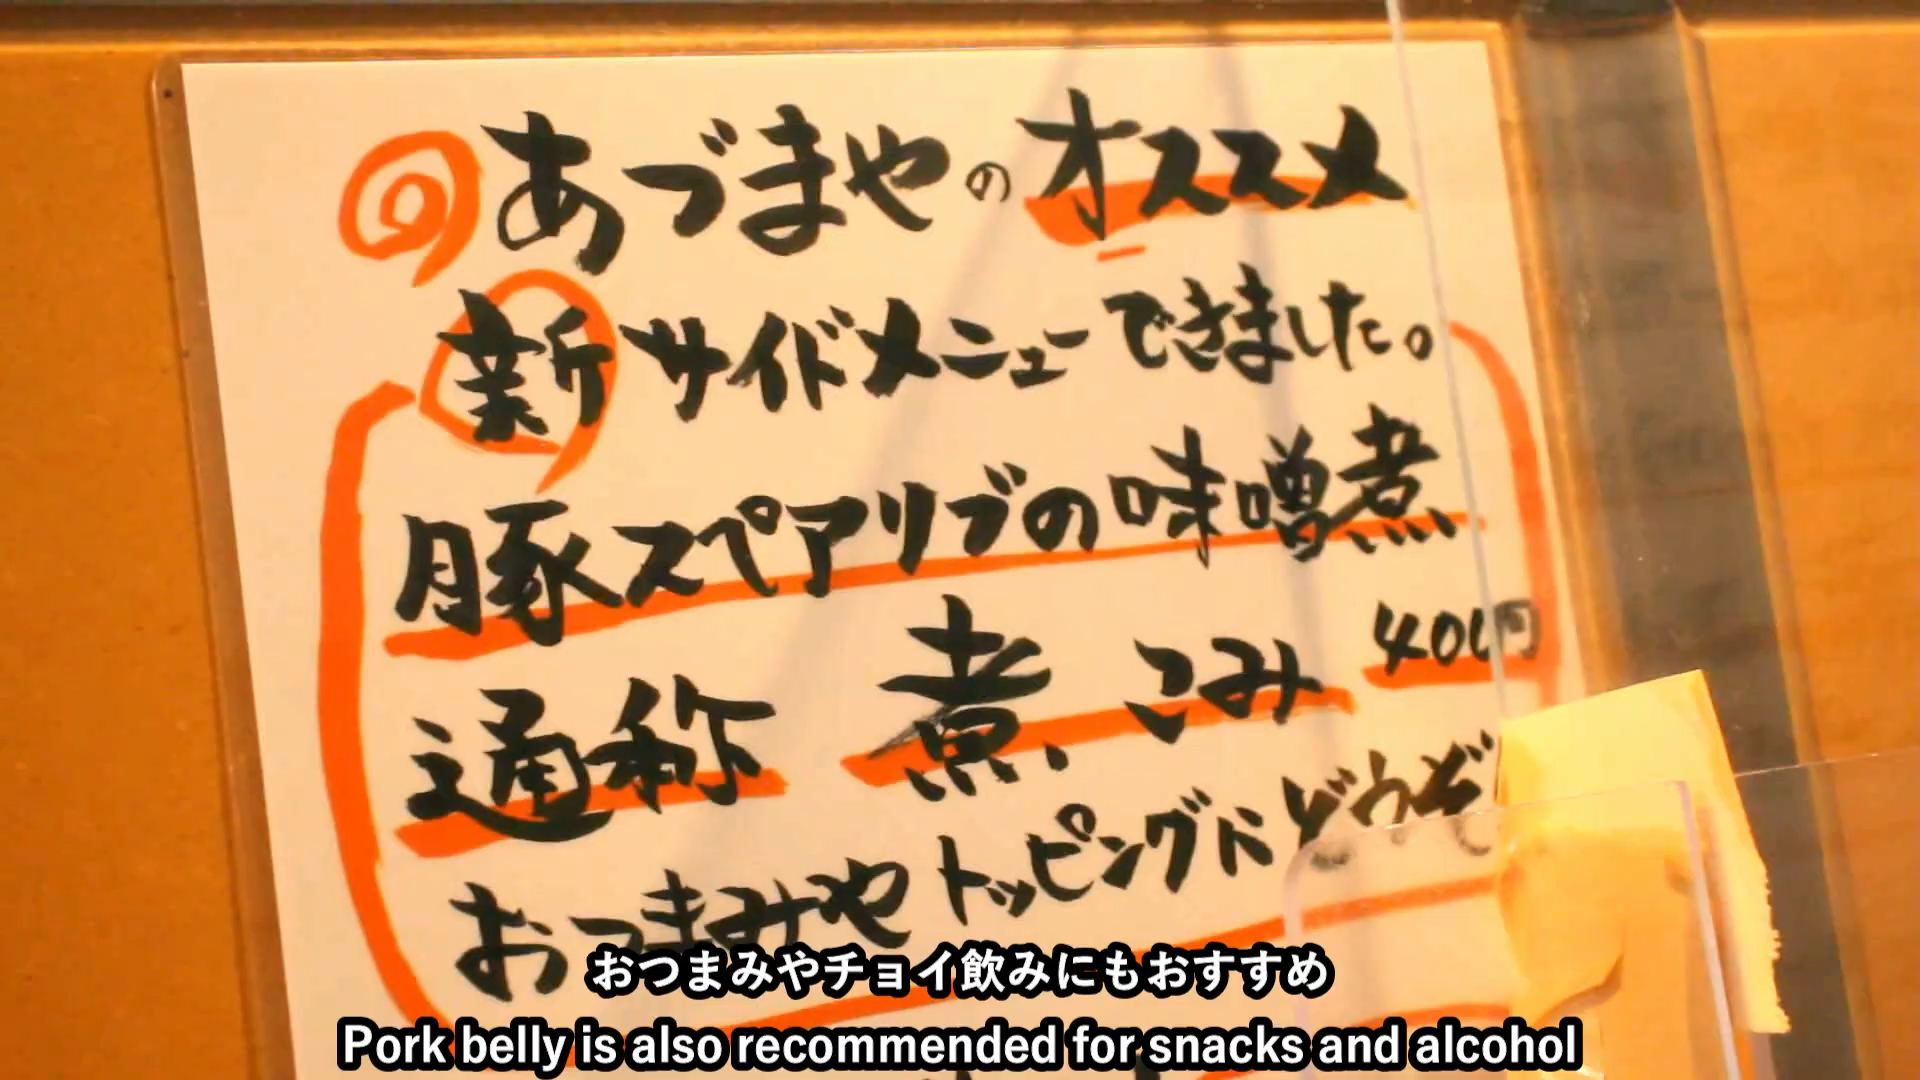 あづまやのオススメ
新サイドメニューできました。
豚スペアリブの味噌煮
通称 煮こみ 400円
おつまみやトッピングにどうぞ
おつまみやチョイ飲みにもおすすめ
Pork belly is also recommended for snacks and alcohol